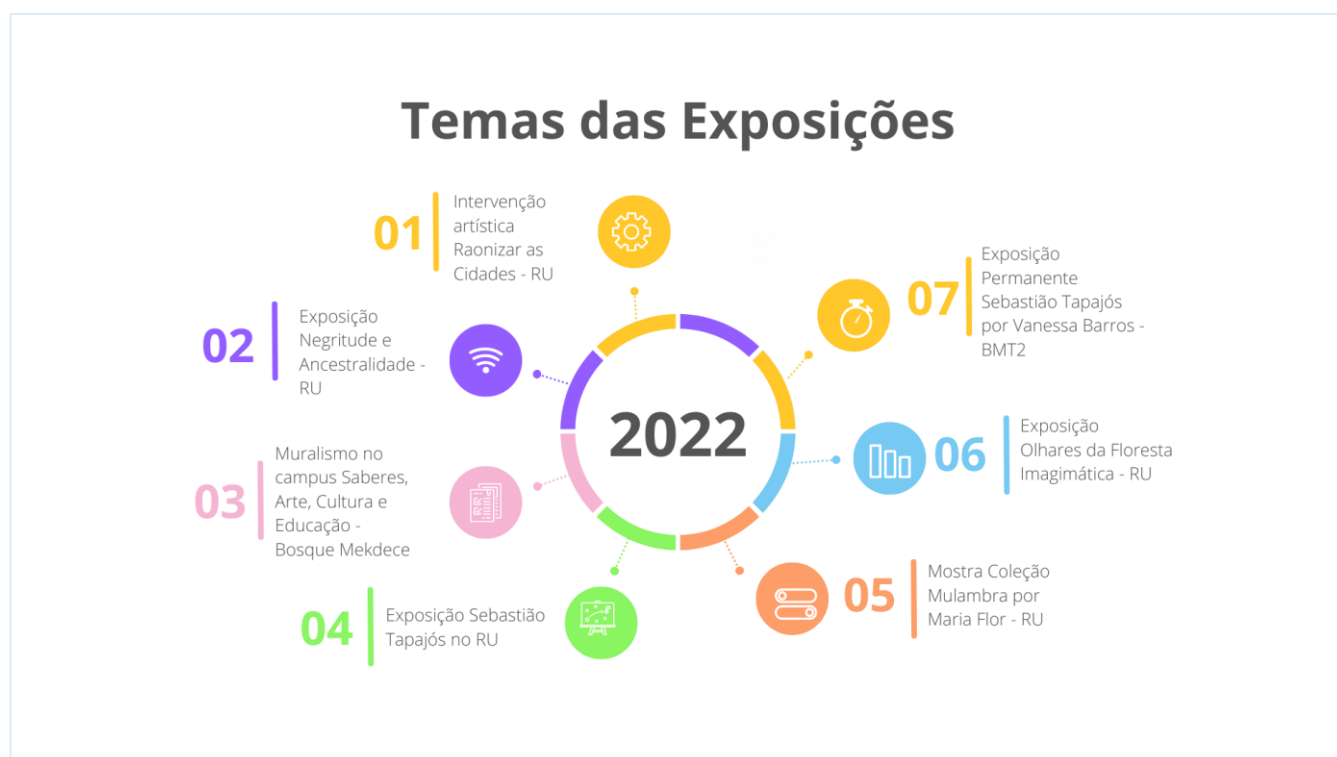 Temas das Exposições
01
Intervenção
artística
Raonizar as
Cidades - RU
02
Exposição
Negritude e
Ancestralidade -
RU
03
Muralismo no
campus Saberes,
Arte, Cultura e
Educação -
Bosque Mekdece
04
Exposição Sebastião
Tapajós no RU
05
Mostra Coleção
Mulambra por
Maria Flor - RU
06
Exposição
Olhares da Floresta
Imagimática - RU
07
Exposição
Permanente
Sebastião Tapajós
por Vanessa Barros -
BMT2
2022